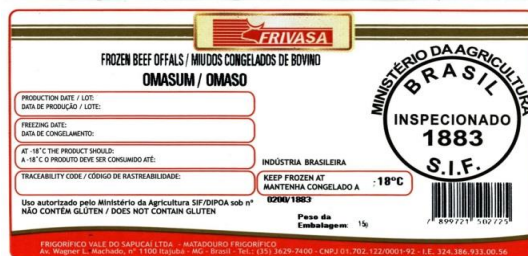 FRIVASA
FROZEN BEEF OFFALS / MIUDOS CONGELADOS DE BOVINO
OMASUM / OMASO
PRODUCTION DATE / LOT:
DATA DE PRODUÇÃO / LOTE:
FREEZING DATE:
DATA DE CONGELAMENTO:
AT -18°C THE PRODUCT SHOULD:
A -18°C O PRODUTO DEVE SER CONSUMIDO ATÉ:
TRACEABILITY CODE / CÓDIGO DE RASTREABILIDADE:
INDÚSTRIA BRASILEIRA
KEEP FROZEN AT
MANTENHA CONGELADO A
-18°C
Uso autorizado pelo Ministério da Agricultura SIF/DIPOA sob nº
0200/1883
NÃO CONTÉM GLÚTEN / DOES NOT CONTAIN GLUTEN
Peso da
Embalagem:
MINISTÉRIO DA AGRICULTURA
BRASIL
INSPECIONADO
1883
S.I.F.
7 899721 502725
FRIGORÍFICO VALE DO SAPUCAÍ LTDA - MATADOURO FRIGORÍFICO
Av. Wagner L. Machado, nº 1100 Itajubá - MG - Brasil - Tel.: (35) 3629-7400 - CNPJ 01.702.122/0001-92 - I.E. 324.386.933.00.56